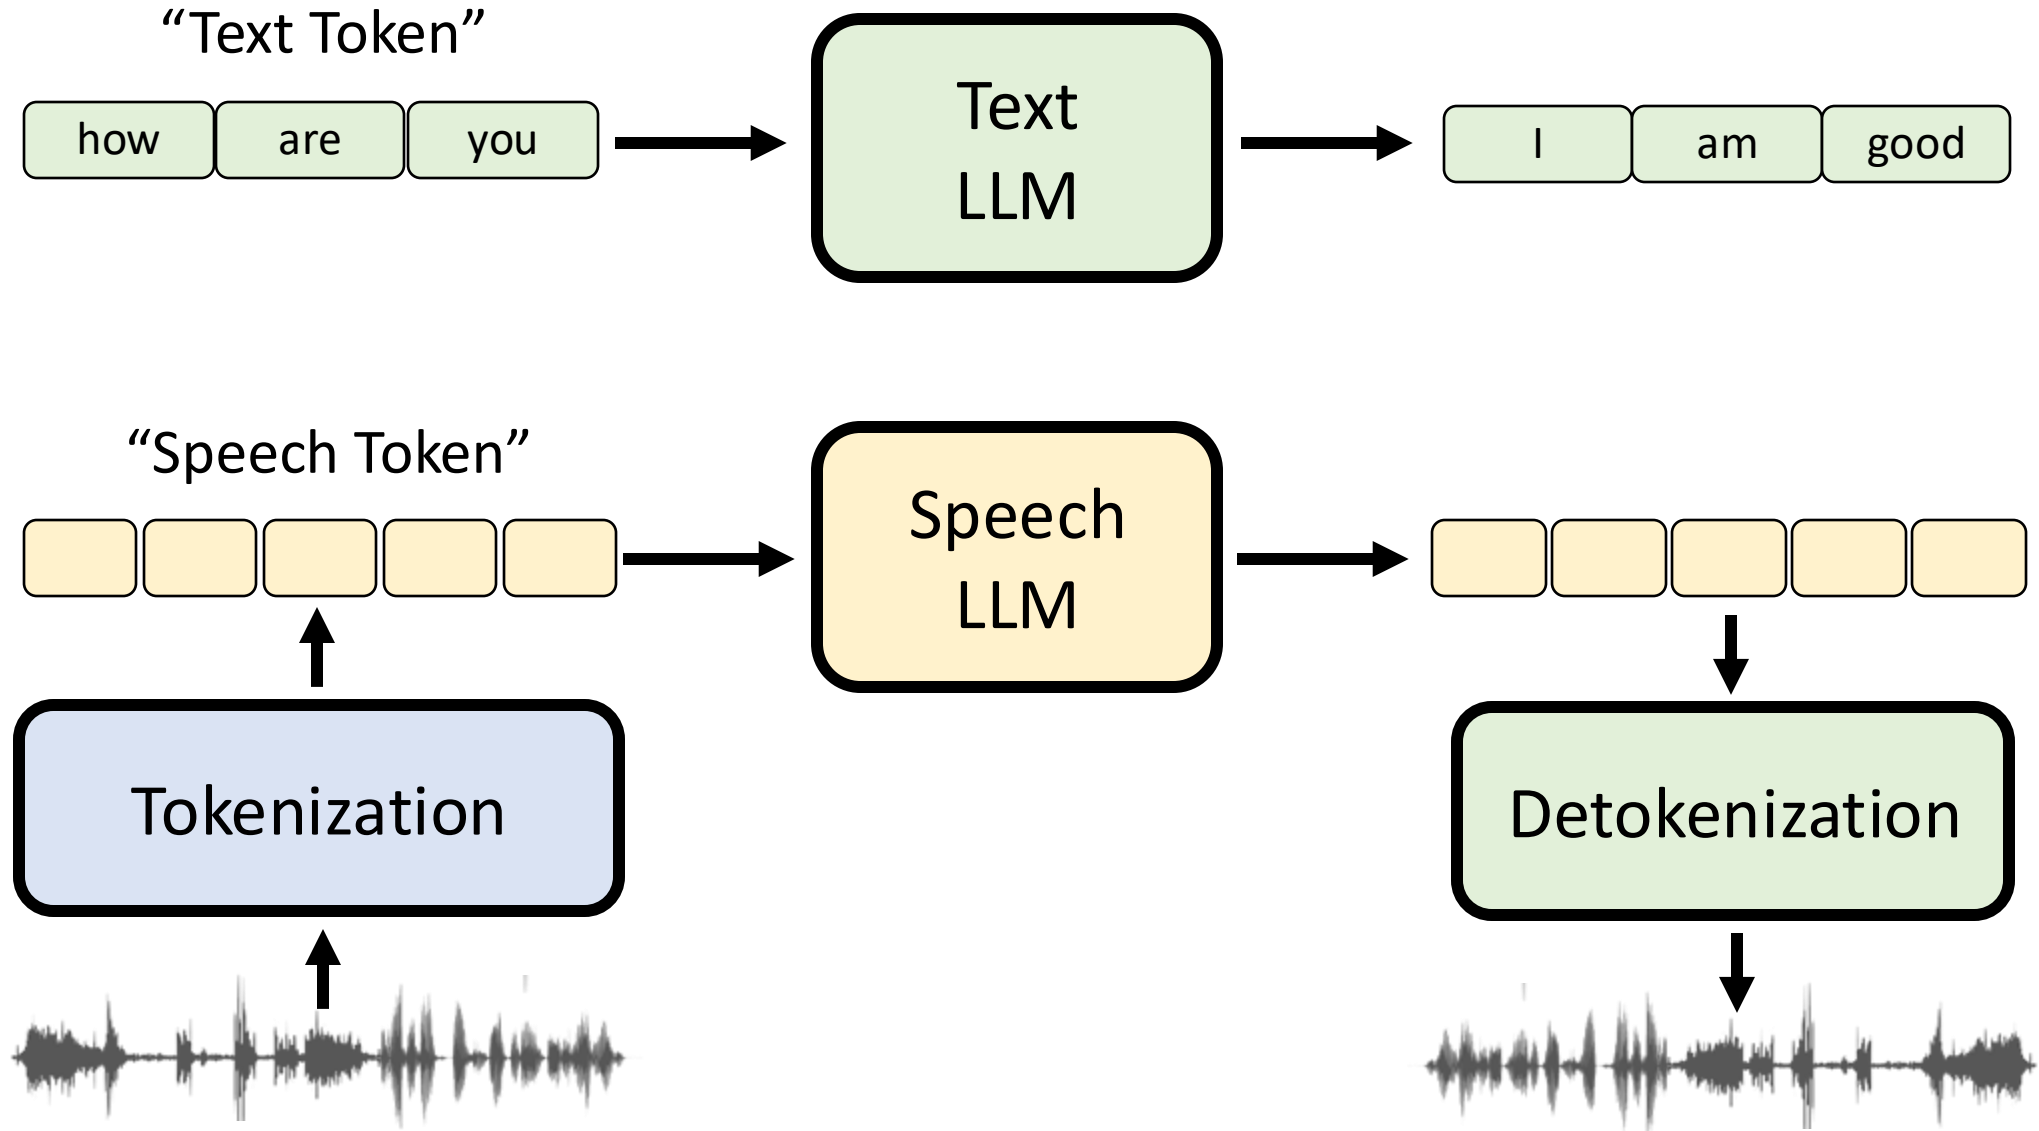 “Text Token”
how are you
Text
LLM
I am good
“Speech Token”
Speech
LLM
Tokenization
Detokenization